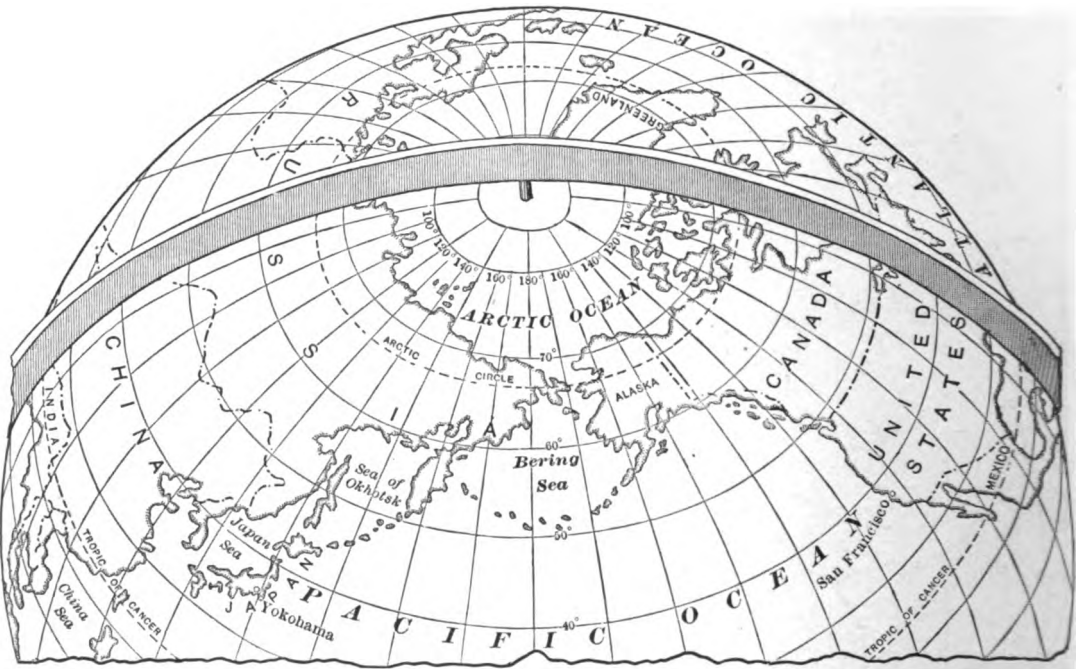 ATLANTIC OCEAN
GREENLAND
RUSSIA
100° 120° 140° 160° 180° 160° 140° 120° 100°
ARCTIC OCEAN
70°
ARCTIC CIRCLE
ALASKA
CANADA
UNITED
STATES
CHINA
INDIA
60°
Bering
Sea
Sea of
Okhotsk
50°
MEXICO
San Francisco
Japan
Sea
JAPAN
Yokohama
40°
PACIFIC OCEAN
TROPIC OF CANCER
TROPIC OF CANCER
China
Sea